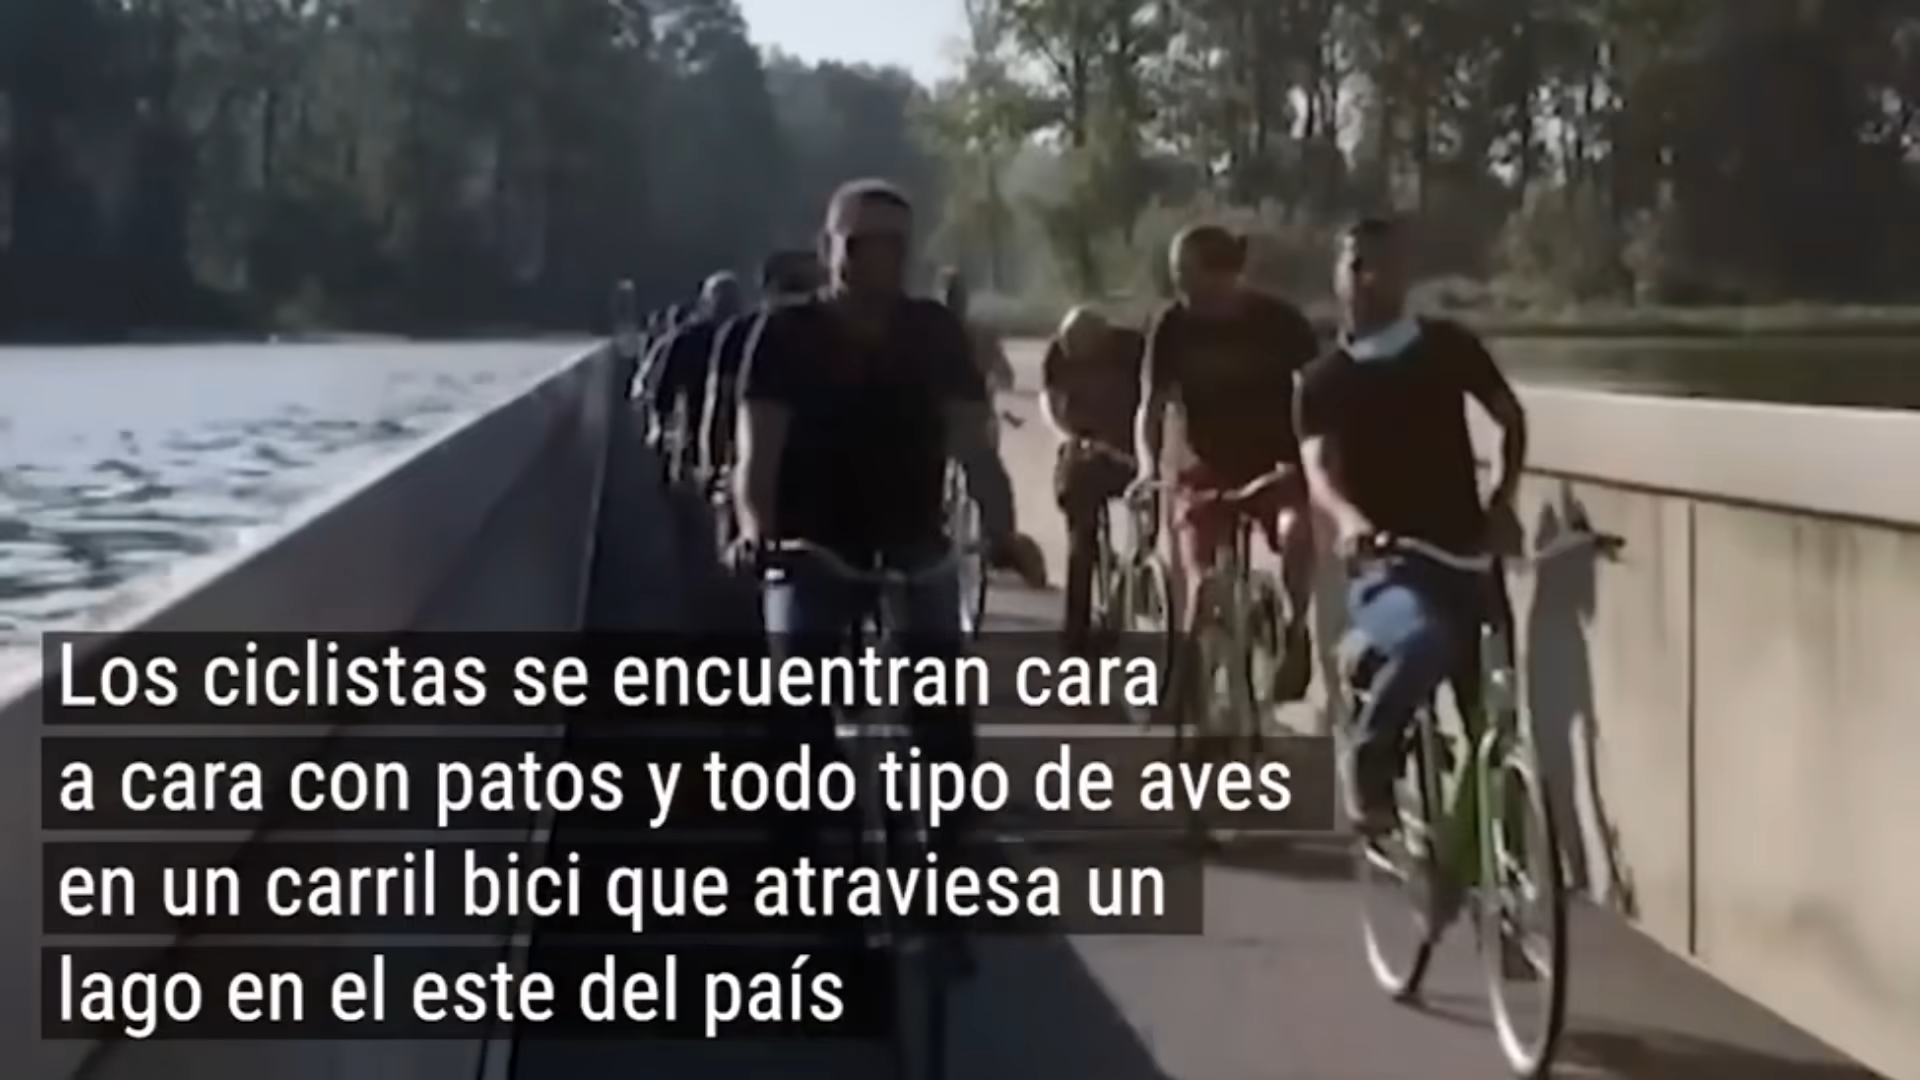 Los ciclistas se encuentran cara
a cara con patos y todo tipo de aves
en un carril bici que atraviesa un
lago en el este del país